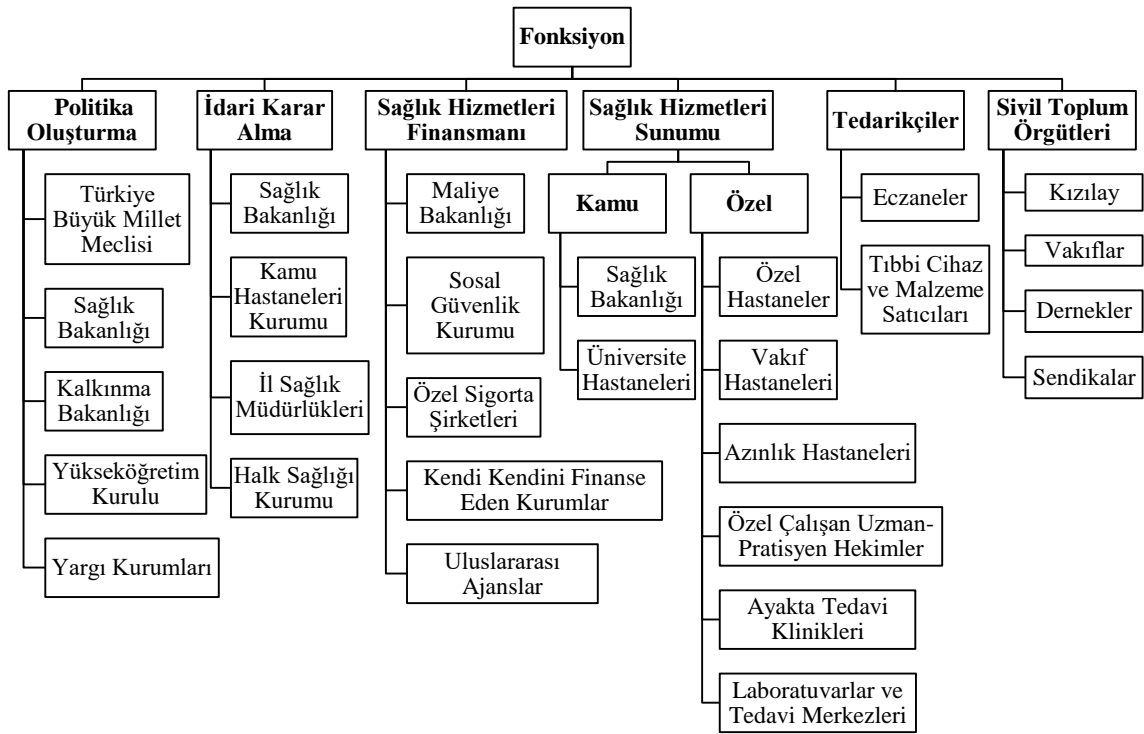 Fonksiyon
Politika
Oluşturma
Türkiye
Büyük Millet
Meclisi
Sağlık
Bakanlığı
Kalkınma
Bakanlığı
Yükseköğretim
Kurulu
Yargı Kurumları
İdari Karar
Alma
Sağlık
Bakanlığı
Kamu
Hastaneleri
Kurumu
İl Sağlık
Müdürlükleri
Halk Sağlığı
Kurumu
Sağlık Hizmetleri
Finansmanı
Maliye
Bakanlığı
Sosal
Güvenlik
Kurumu
Özel Sigorta
Şirketleri
Kendi Kendini Finanse
Eden Kurumlar
Uluslararası
Ajanslar
Sağlık Hizmetleri
Sunumu
Kamu
Sağlık
Bakanlığı
Üniversite
Hastaneleri
Özel
Özel
Hastaneler
Vakıf
Hastaneleri
Azınlık Hastaneleri
Özel Çalışan Uzman-
Pratisyen Hekimler
Ayakta Tedavi
Klinikleri
Laboratuvarlar ve
Tedavi Merkezleri
Tedarikçiler
Eczaneler
Tıbbi Cihaz
ve Malzeme
Satıcıları
Sivil Toplum
Örgütleri
Kızılay
Vakıflar
Dernekler
Sendikalar